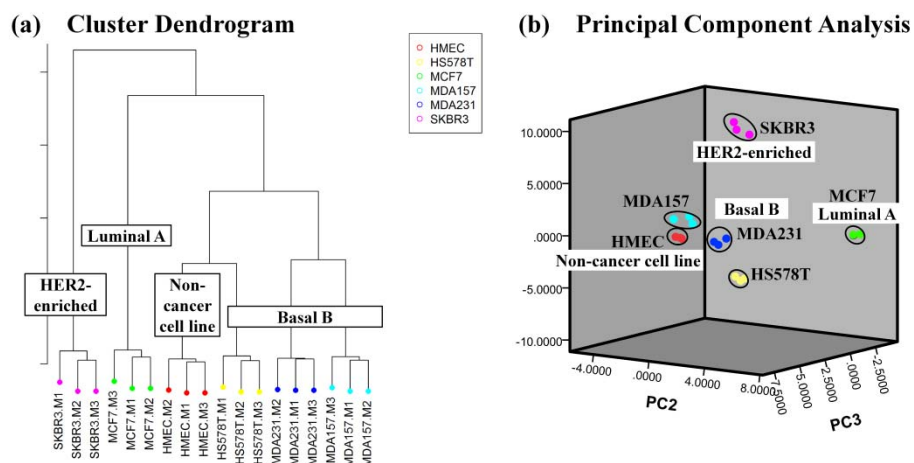 (a) Cluster Dendrogram
HMEC
HS578T
MCF7
MDA157
MDA231
SKBR3
Luminal A
HER2-
enriched
Non-
cancer
cell line
Basal B
SKBR3.M1
SKBR3.M2
SKBR3.M3
MCF7.M3
MCF7.M1
MCF7.M2
HMEC.M2
HMEC.M1
HMEC.M3
HS578T.M1
HS578T.M2
HS578T.M3
MDA231.M2
MDA231.M1
MDA231.M3
MDA157.M3
MDA157.M1
MDA157.M2
(b) Principal Component Analysis
10.0000
5.0000
.0000
-5.0000
-10.0000
SKBR3
HER2-enriched
MDA157
HMEC
Non-cancer cell line
Basal B
MDA231
HS578T
MCF7
Luminal A
-4.0000
.0000
4.0000
8.0000
PC2
7.5000
5.0000
2.5000
.0000
-2.5000
PC3